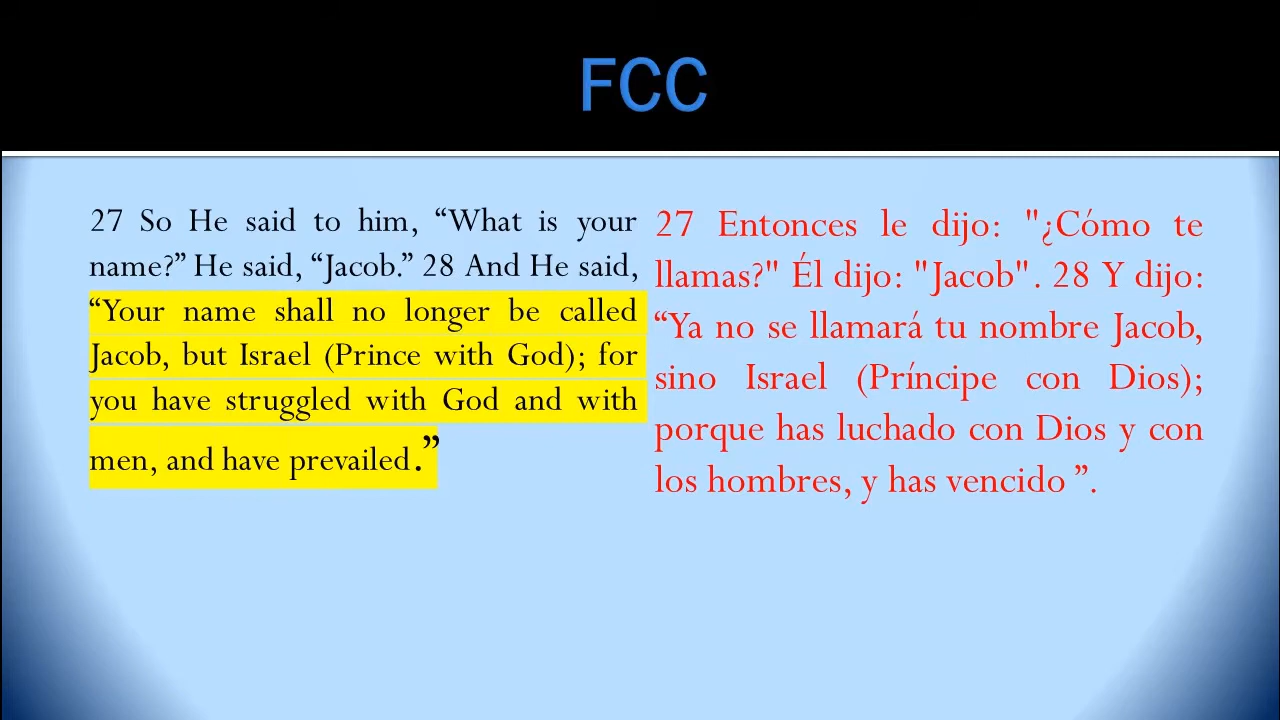 FCC
27 So He said to him, “What is your
name?” He said, “Jacob.” 28 And He said,
“Your name shall no longer be called
Jacob, but Israel (Prince with God); for
you have struggled with God and with
men, and have prevailed.”
27 Entonces le dijo: "¿Cómo te
llamas?" Él dijo: "Jacob". 28 Y dijo:
“Ya no se llamará tu nombre Jacob,
sino Israel (Príncipe con Dios);
porque has luchado con Dios y con
los hombres, y has vencido ”.